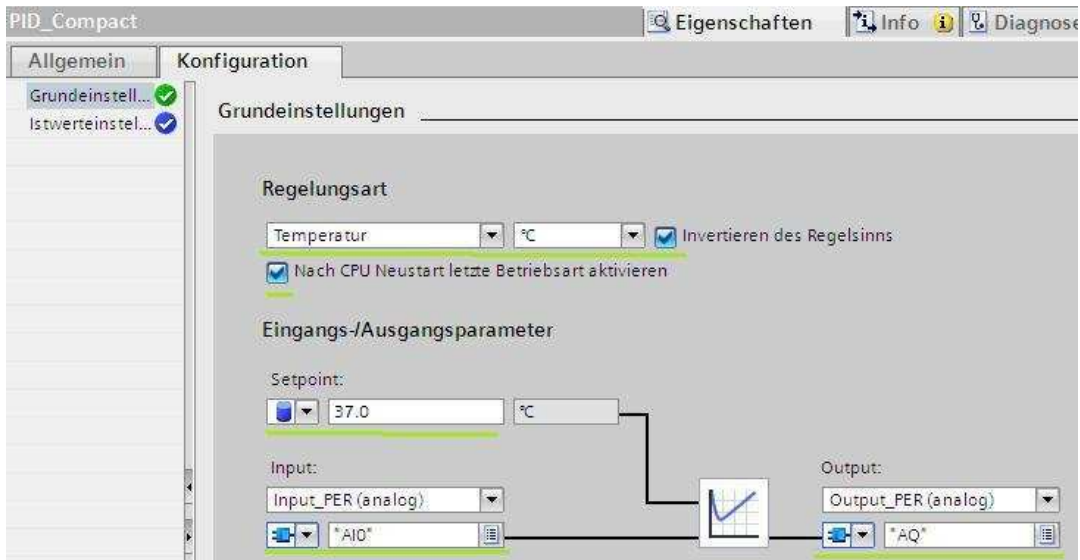 PID_Compact
Eigenschaften Info Diagnose
Allgemein Konfiguration
Grundeinstell...
Istwerteinstel...
Grundeinstellungen
Regelungsart
Temperatur °C Invertieren des Regelsinns
Nach CPU Neustart letzte Betriebsart aktivieren
Eingangs-/Ausgangsparameter
Setpoint:
37.0 °C
Input: Output:
Input_PER (analog) Output_PER (analog)
"AI0" "AQ"